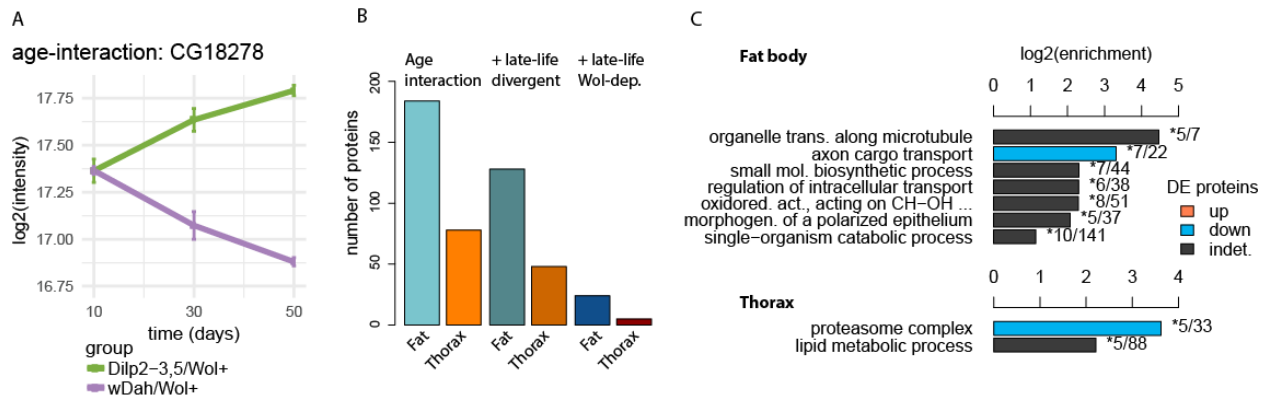 A
age-interaction: CG18278
log2(intensity)
17.75
17.50
17.25
17.00
16.75
10
30
50
time (days)
group
Dilp2−3,5/Wol+
wDah/Wol+
B
Age interaction
+ late-life divergent
+ late-life Wol-dep.
number of proteins
200
150
100
50
0
Fat
Thorax
Fat
Thorax
Fat
Thorax
C
Fat body
log2(enrichment)
0 1 2 3 4 5
organelle trans. along microtubule *5/7
axon cargo transport *7/22
small mol. biosynthetic process *7/44
regulation of intracellular transport *6/38
oxidored. act., acting on CH−OH ... *8/51
morphogen. of a polarized epithelium *5/37
single−organism catabolic process *10/141
DE proteins
up
down
indet.
Thorax
0 1 2 3 4
proteasome complex *5/33
lipid metabolic process *5/88